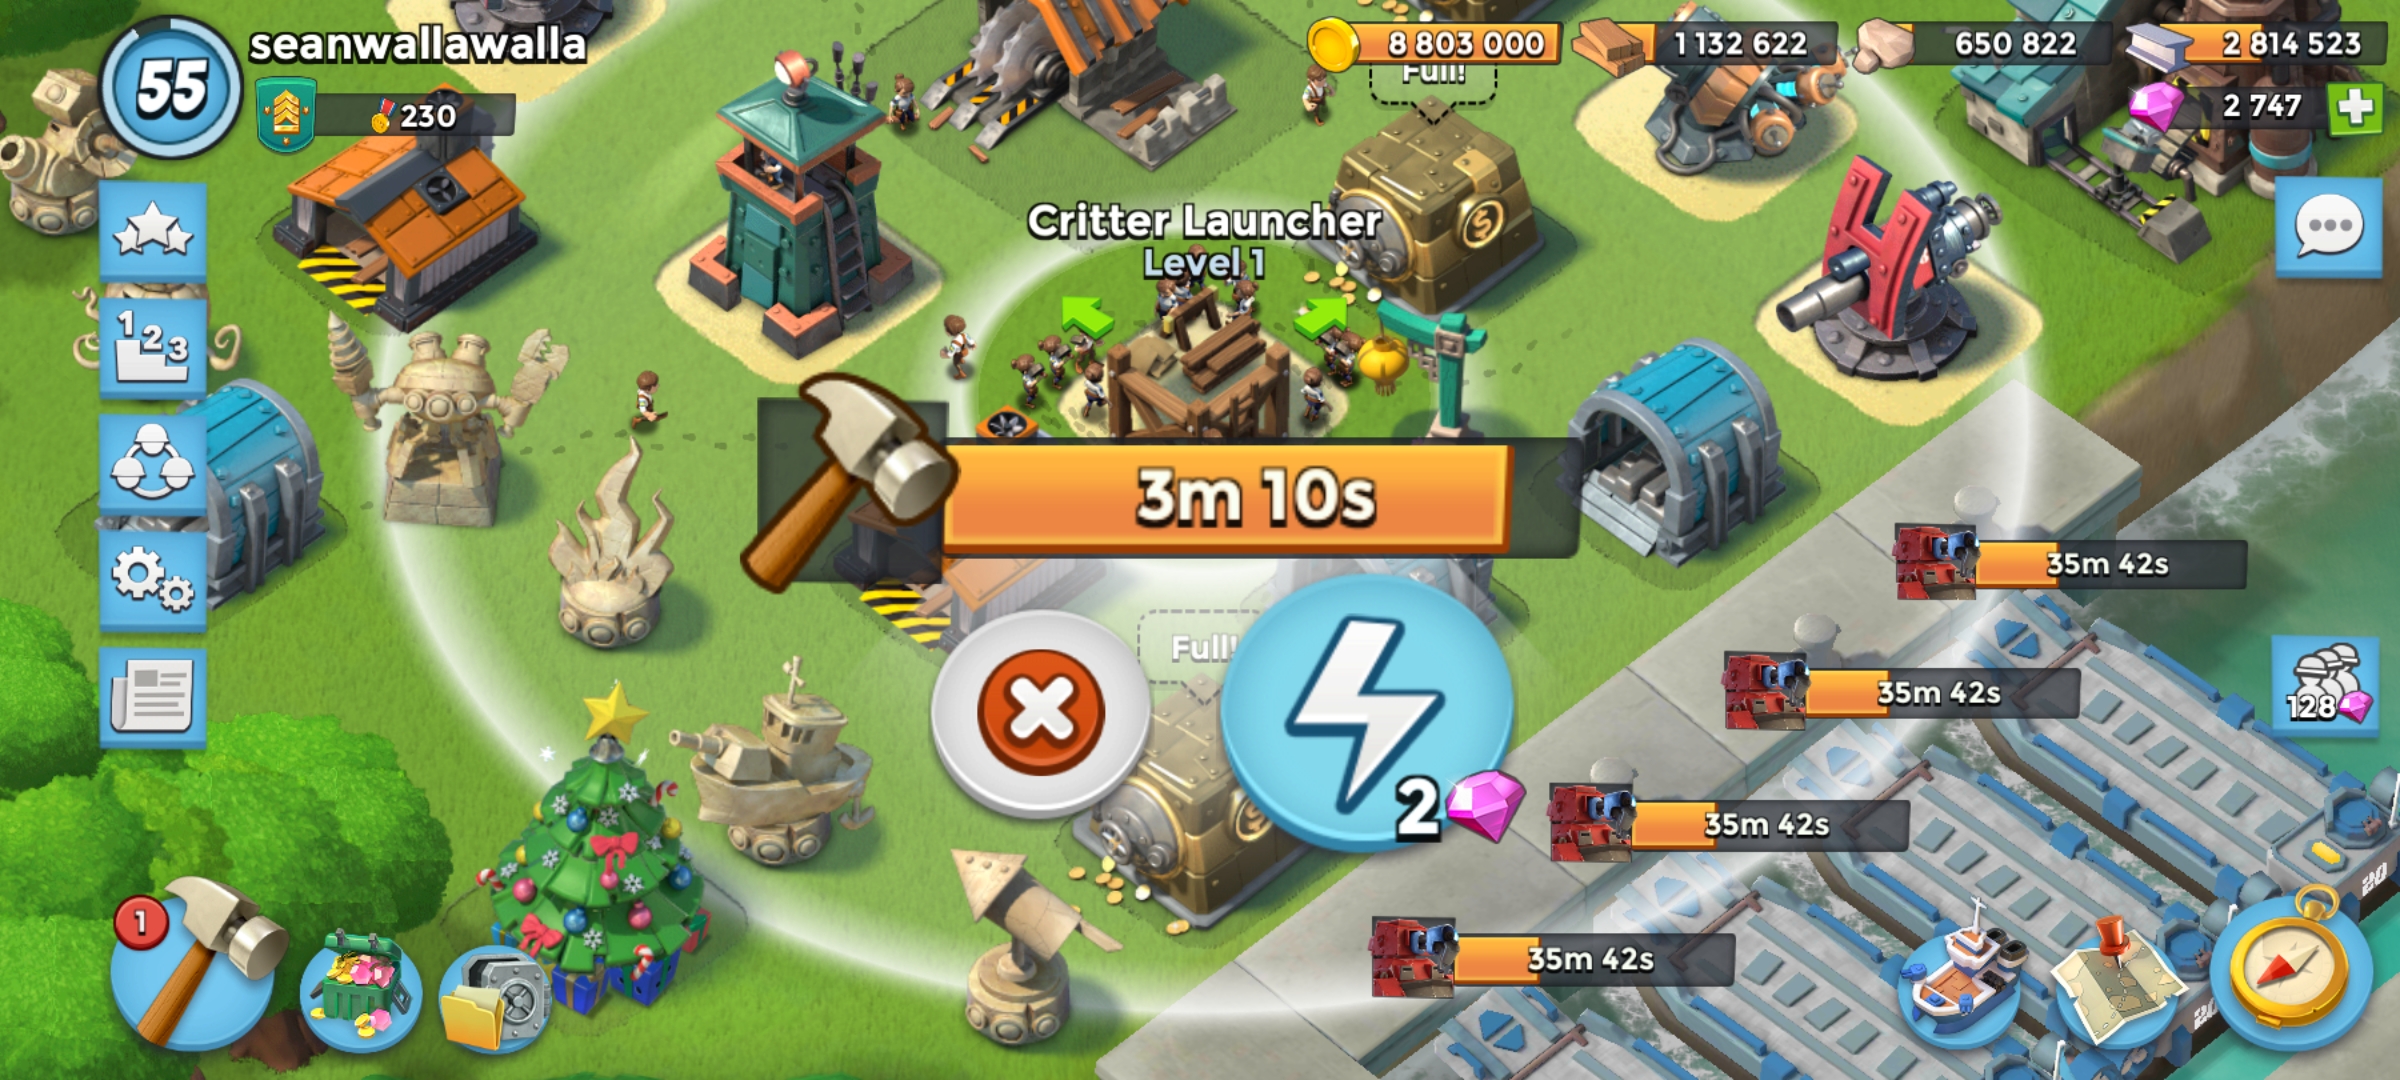 55
seanwallawalla
230
8 803 000
1 132 622
650 822
2 814 523
2 747
Full!
Critter Launcher
Level 1
1 2 3
3m 10s
35m 42s
Full!
35m 42s
128
2
35m 42s
1
35m 42s
20
20